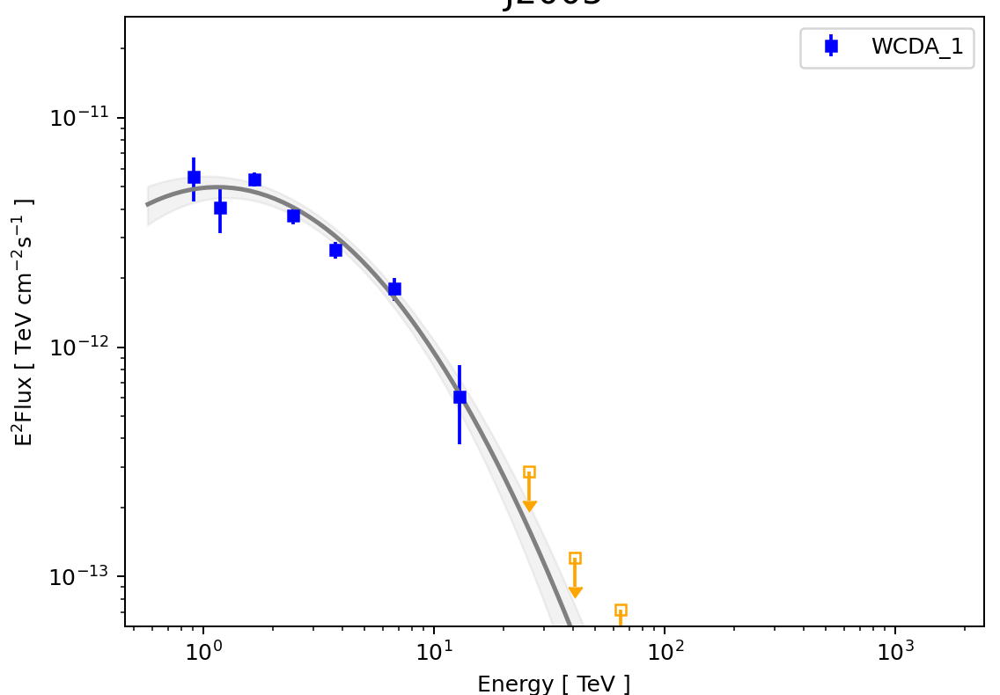 WCDA_1
10⁻¹¹
10⁻¹²
10⁻¹³
E²Flux [ TeV cm⁻²s⁻¹ ]
10⁰ 10¹ 10² 10³
Energy [ TeV ]